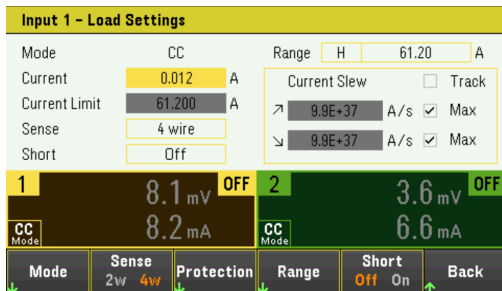 Input 1 – Load Settings
Mode CC Range H 61.20 A
Current 0.012 A Current Slew Track
Current Limit 61.200 A ↗ 9.9E+37 A/s Max
Sense 4 wire ↘ 9.9E+37 A/s Max
Short Off
1 8.1 mV OFF 2 3.6 mV OFF
CC Mode 8.2 mA CC Mode 6.6 mA
Mode Sense 2w 4w Protection Range Short Off On Back